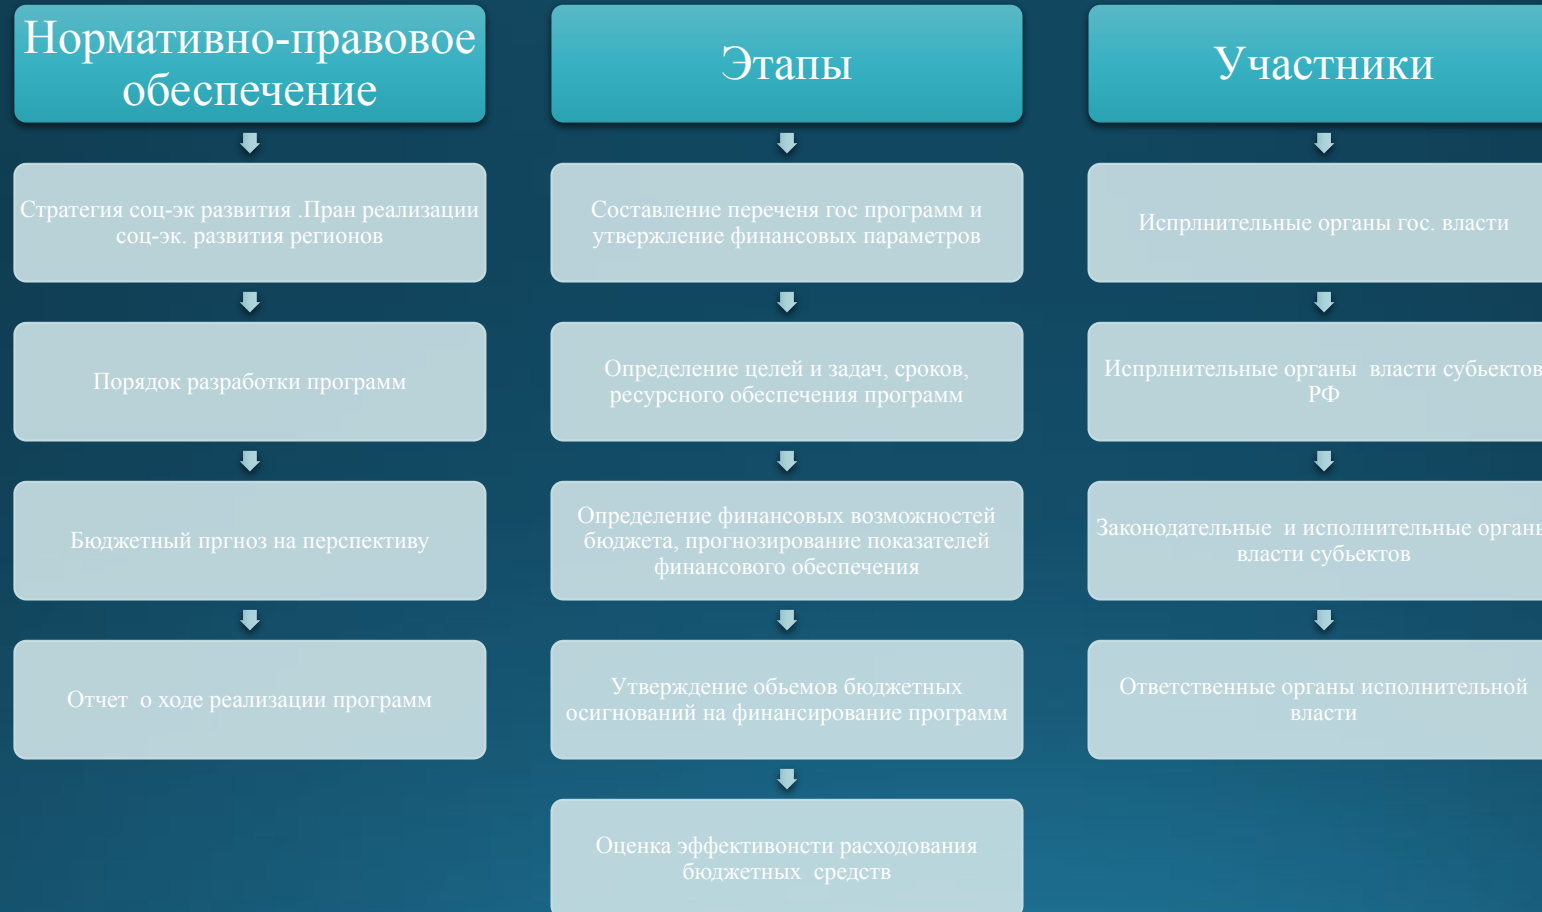 Нормативно-правовое
обеспечение
Стратегия соц-эк развития .Пран реализации
соц-эк. развития регионов
Порядок разработки программ
Бюджетный пргноз на перспективу
Отчет  о ходе реализации программ
Этапы
Составление переченя гос программ и
утвержление финансовых параметров
Определение целей и задач, сроков,
ресурсного обеспечения программ
Определение финансовых возможностей
бюджета, прогнозирование показателей
финансового обеспечения
Утверждение обьемов бюджетных
осигнований на финансирование программ
Оценка эффективонсти расходования
бюджетных  средств
Участники
Испрлнительные органы гос. власти
Испрлнительные органы  власти субьектов
РФ
Законодательные  и исполнительные органы
власти субьектов
Ответственные органы исполнительной
власти